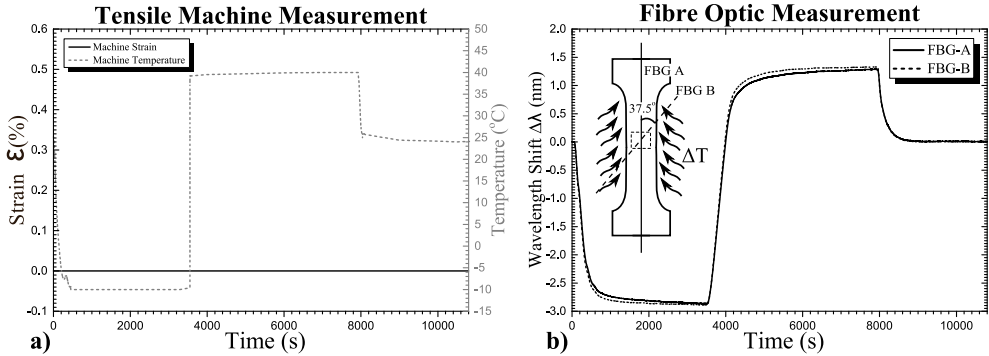 Tensile Machine Measurement
Machine Strain
Machine Temperature
Strain ε(%)
0.6
0.5
0.4
0.3
0.2
0.1
0.0
-0.1
Temperature (°C)
50
45
40
35
30
25
20
15
10
5
0
-5
-10
-15
0
2000
4000
6000
8000
10000
Time (s)
a)
Fibre Optic Measurement
FBG-A
FBG-B
FBG A
FBG B
37.5°
ΔT
Wavelength Shift Δλ (nm)
2.0
1.5
1.0
0.5
0.0
-0.5
-1.0
-1.5
-2.0
-2.5
-3.0
0
2000
4000
6000
8000
10000
Time (s)
b)